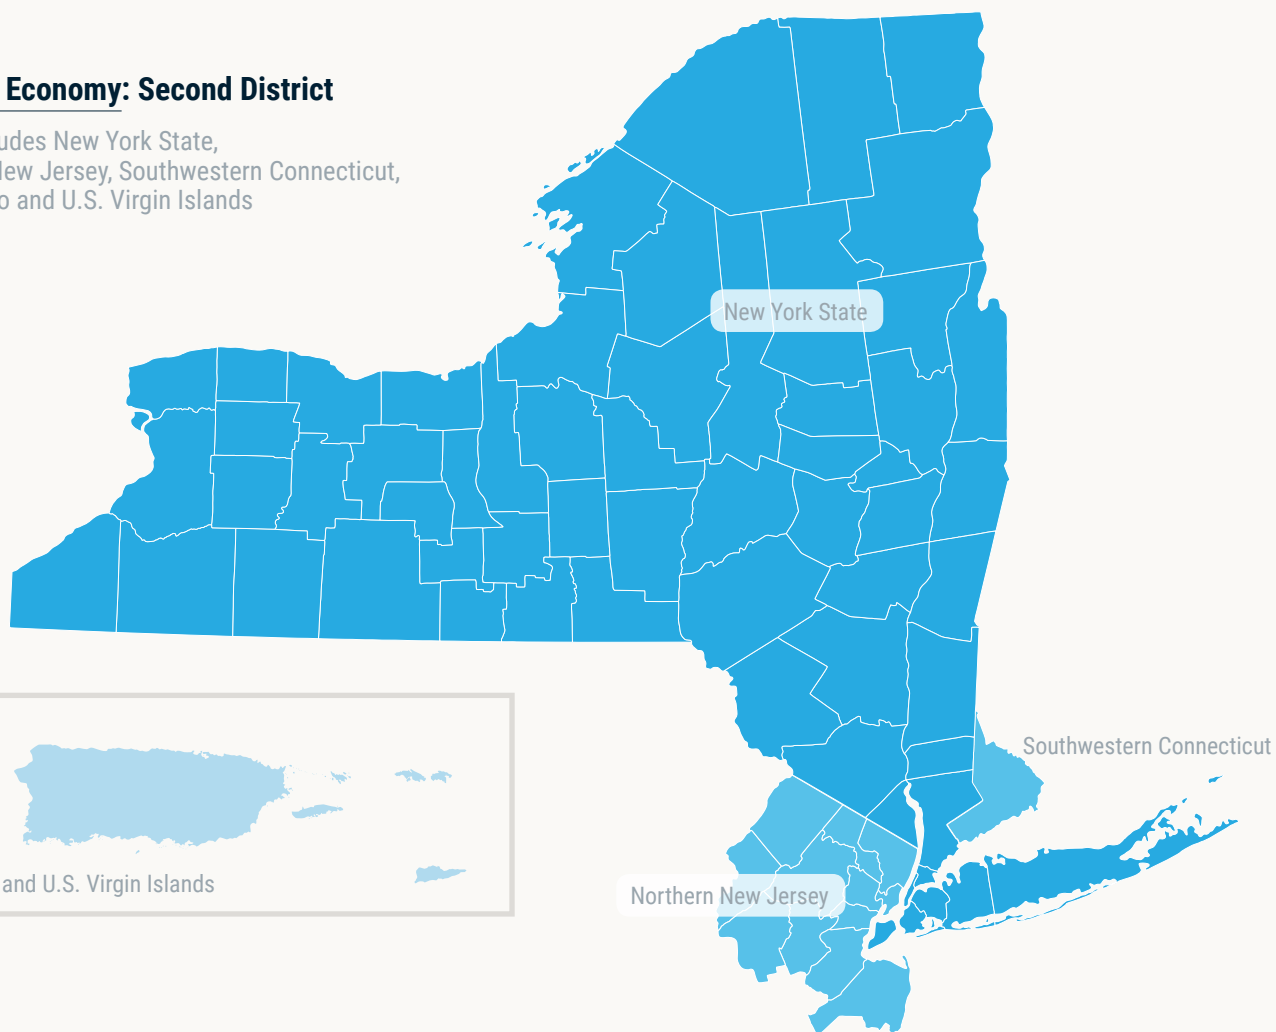 Economy: Second District
udes New York State,
New Jersey, Southwestern Connecticut,
o and U.S. Virgin Islands
New York State
Southwestern Connecticut
and U.S. Virgin Islands
Northern New Jersey